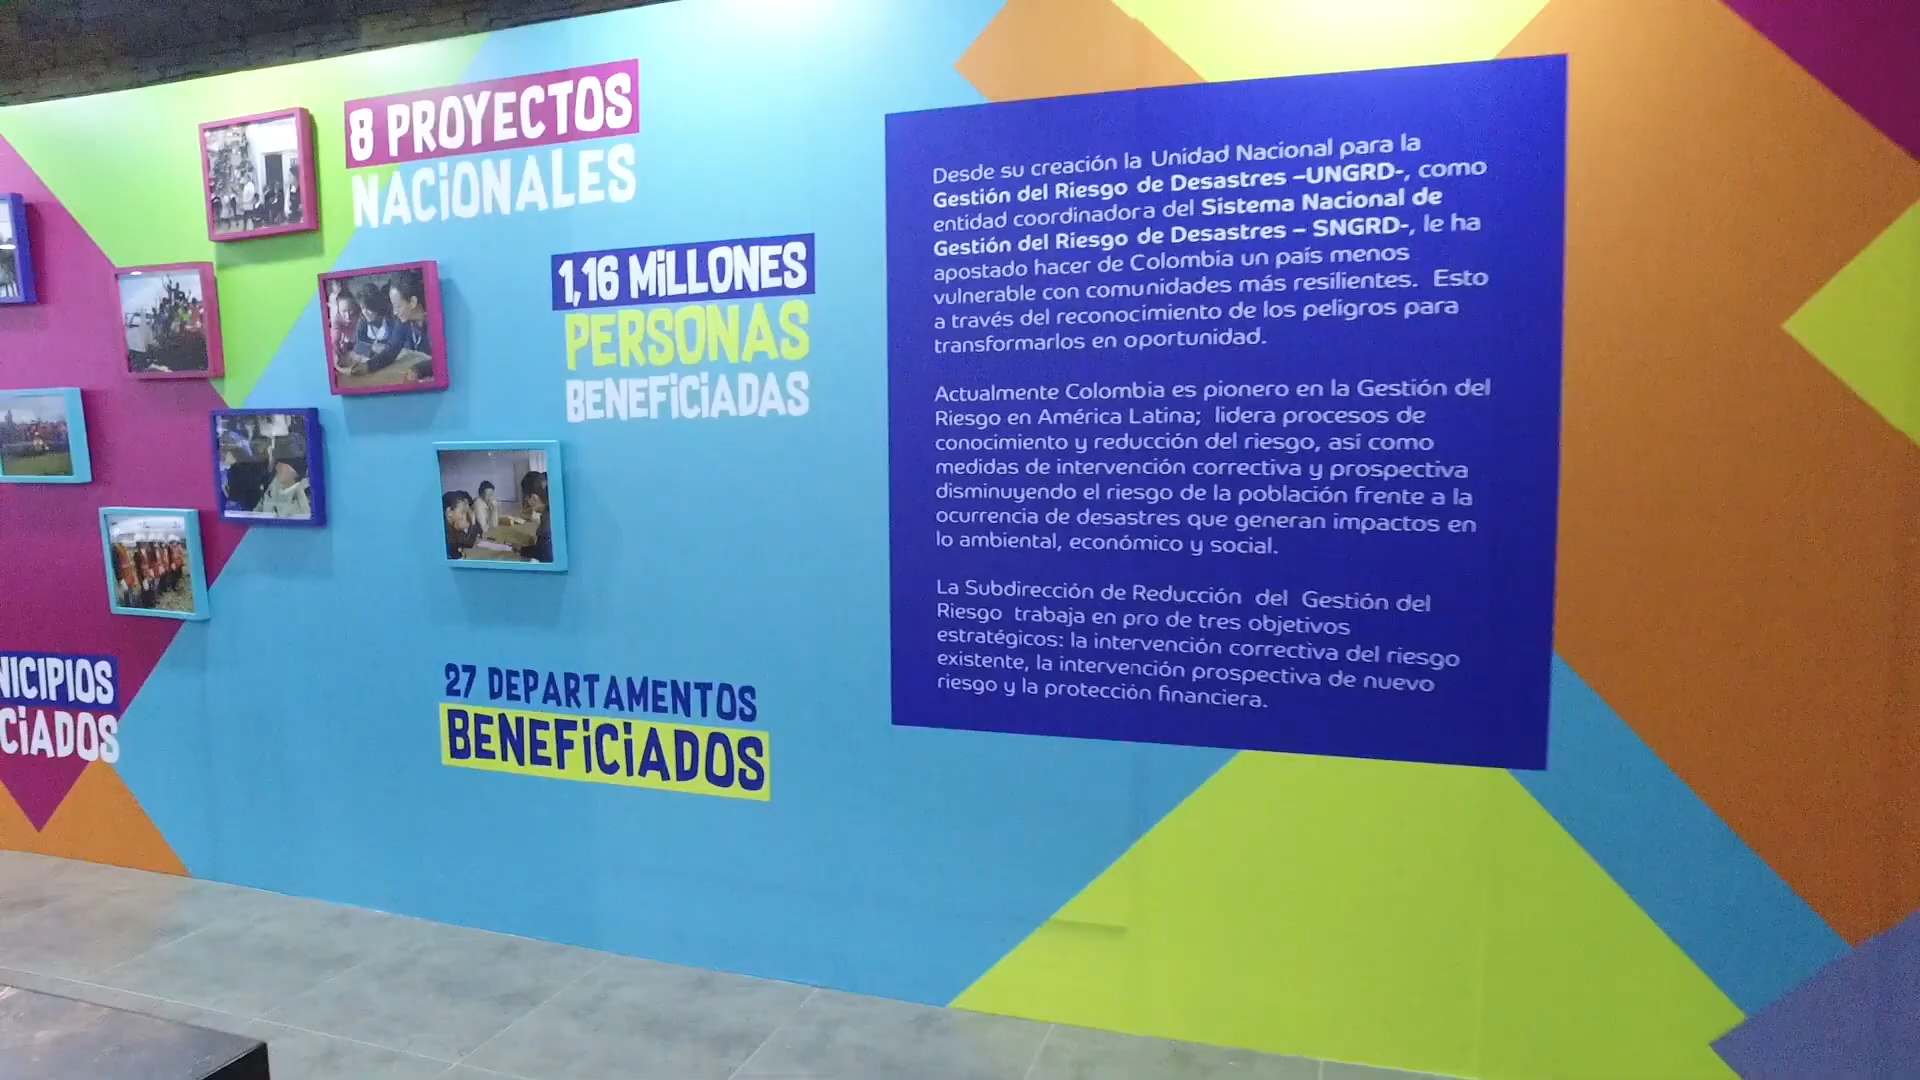 8 PROYECTOS
NACiONALES
1,16 MiLLONES
PERSONAS
BENEFiCiADAS
NICIPIOS
CiADOS
27 DEPARTAMENTOS
BENEFiCiADOS
Desde su creación la Unidad Nacional para la
Gestión del Riesgo de Desastres –UNGRD-, como
entidad coordinadora del Sistema Nacional de
Gestión del Riesgo de Desastres – SNGRD-, le ha
apostado hacer de Colombia un país menos
vulnerable con comunidades más resilientes. Esto
a través del reconocimiento de los peligros para
transformarlos en oportunidad.
Actualmente Colombia es pionero en la Gestión del
Riesgo en América Latina; lidera procesos de
conocimiento y reducción del riesgo, así como
medidas de intervención correctiva y prospectiva
disminuyendo el riesgo de la población frente a la
ocurrencia de desastres que generan impactos en
lo ambiental, económico y social.
La Subdirección de Reducción del Gestión del
Riesgo trabaja en pro de tres objetivos
estratégicos: la intervención correctiva del riesgo
existente, la intervención prospectiva de nuevo
riesgo y la protección financiera.